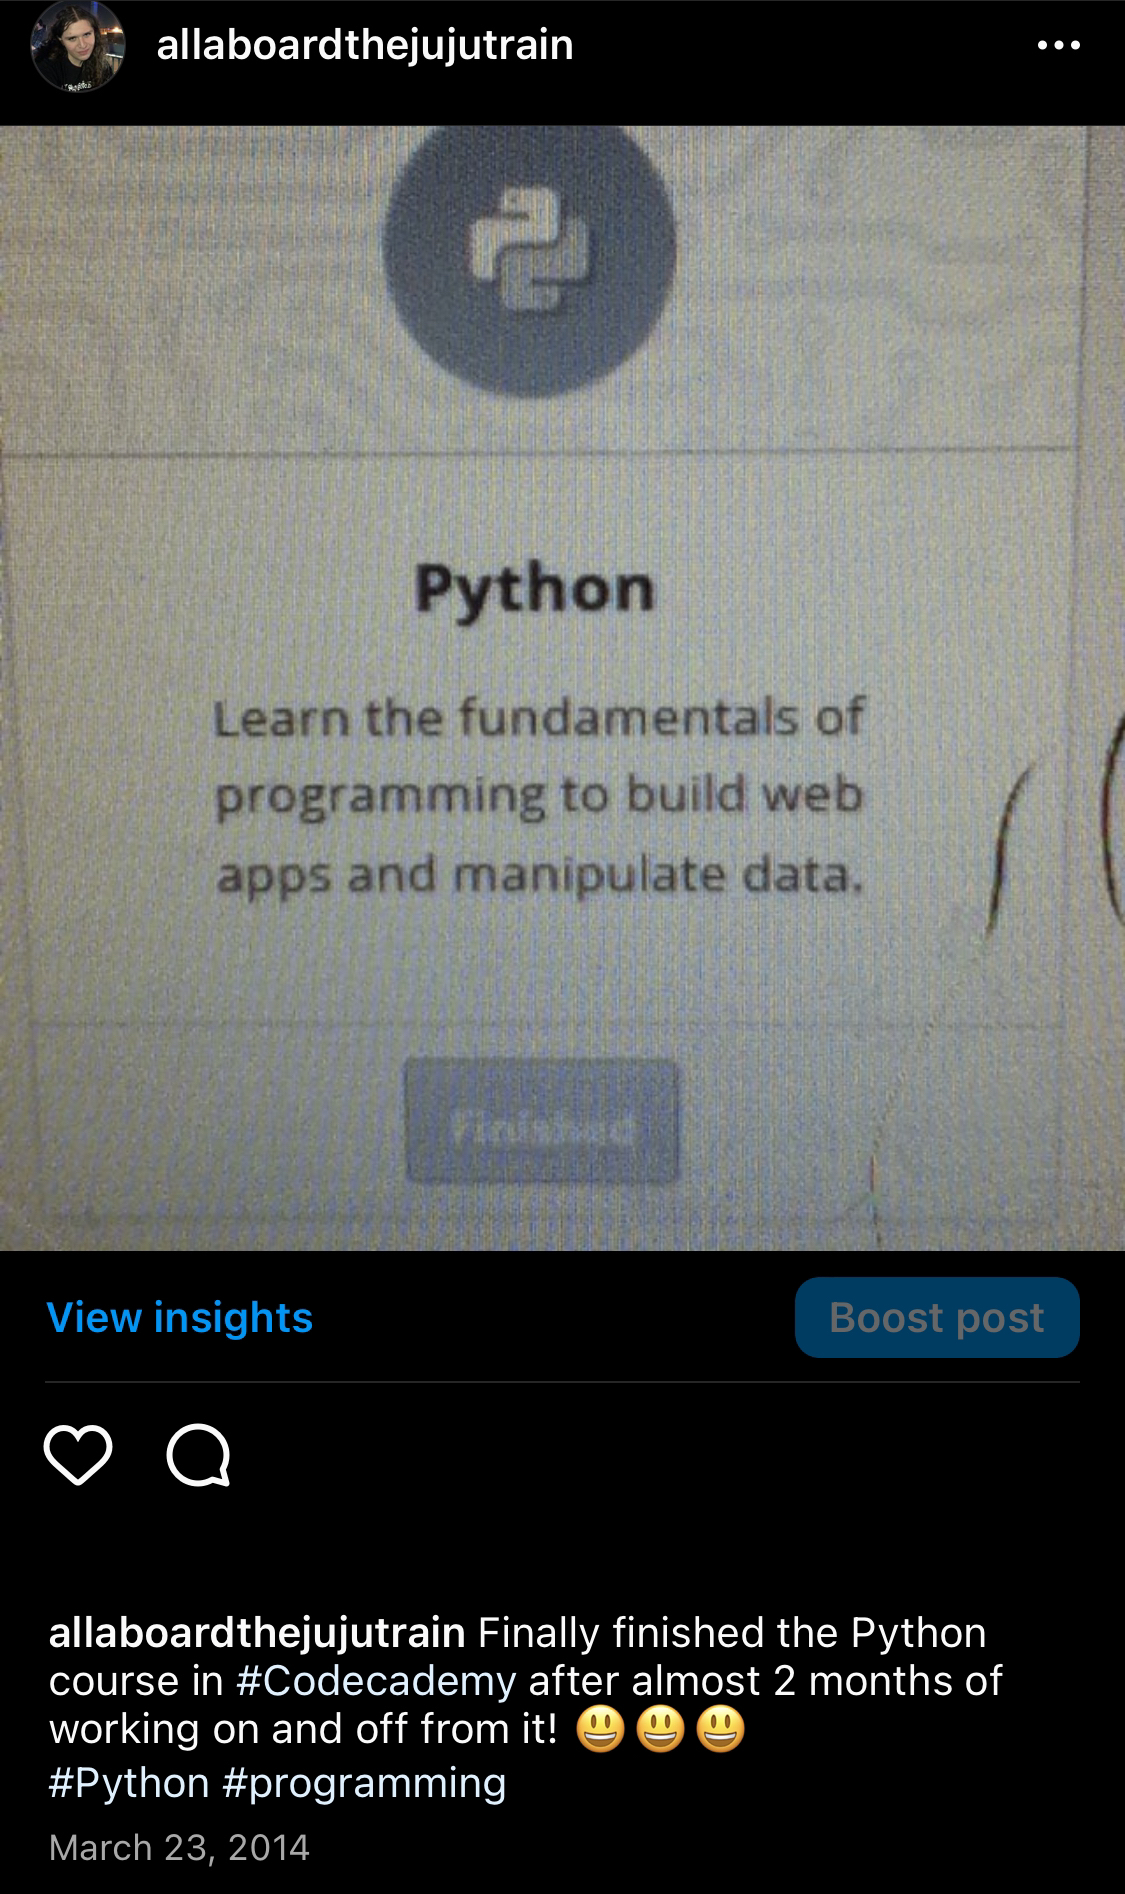 allaboardthejujutrain
Python
Learn the fundamentals of
programming to build web
apps and manipulate data.
Finished
View insights
Boost post
allaboardthejujutrain Finally finished the Python
course in #Codecademy after almost 2 months of
working on and off from it! 😃😃😃
#Python #programming
March 23, 2014